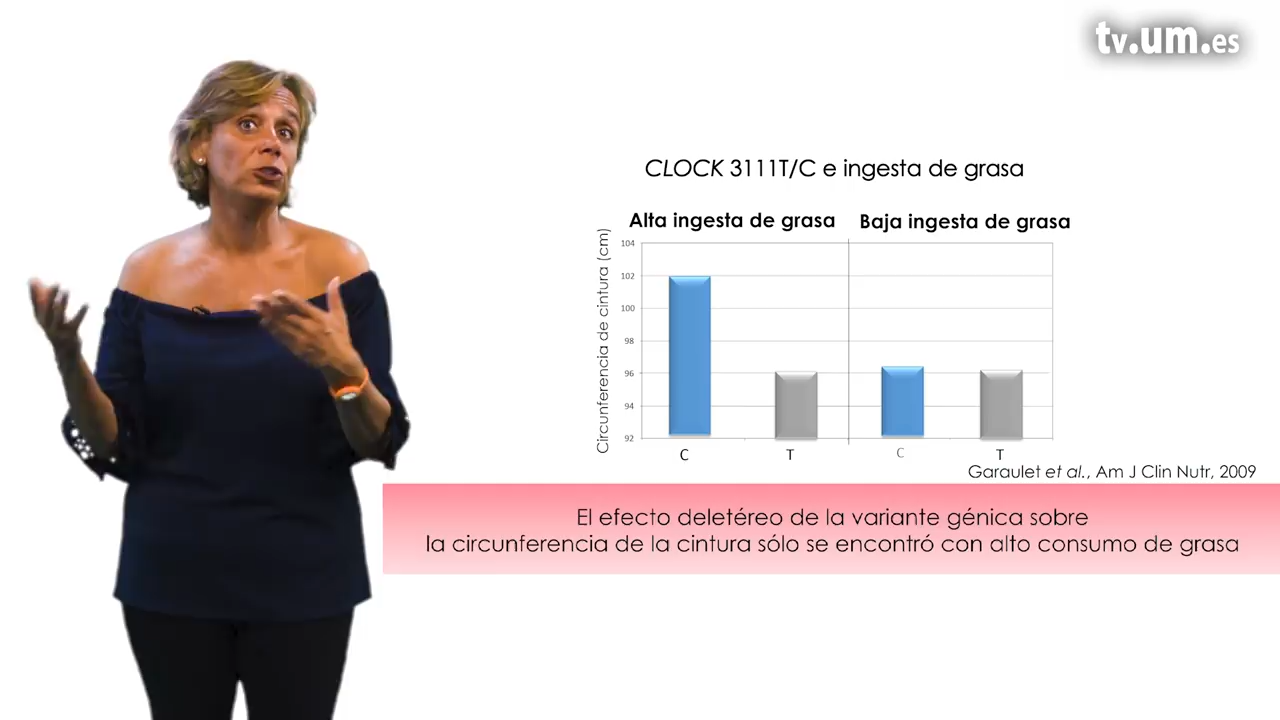 tv.um.es
CLOCK 3111T/C e ingesta de grasa
Alta ingesta de grasa
Baja ingesta de grasa
Circunferencia de cintura (cm)
104
102
100
98
96
94
92
C
T
C
T
Garaulet et al., Am J Clin Nutr, 2009
El efecto deletéreo de la variante génica sobre
la circunferencia de la cintura sólo se encontró con alto consumo de grasa